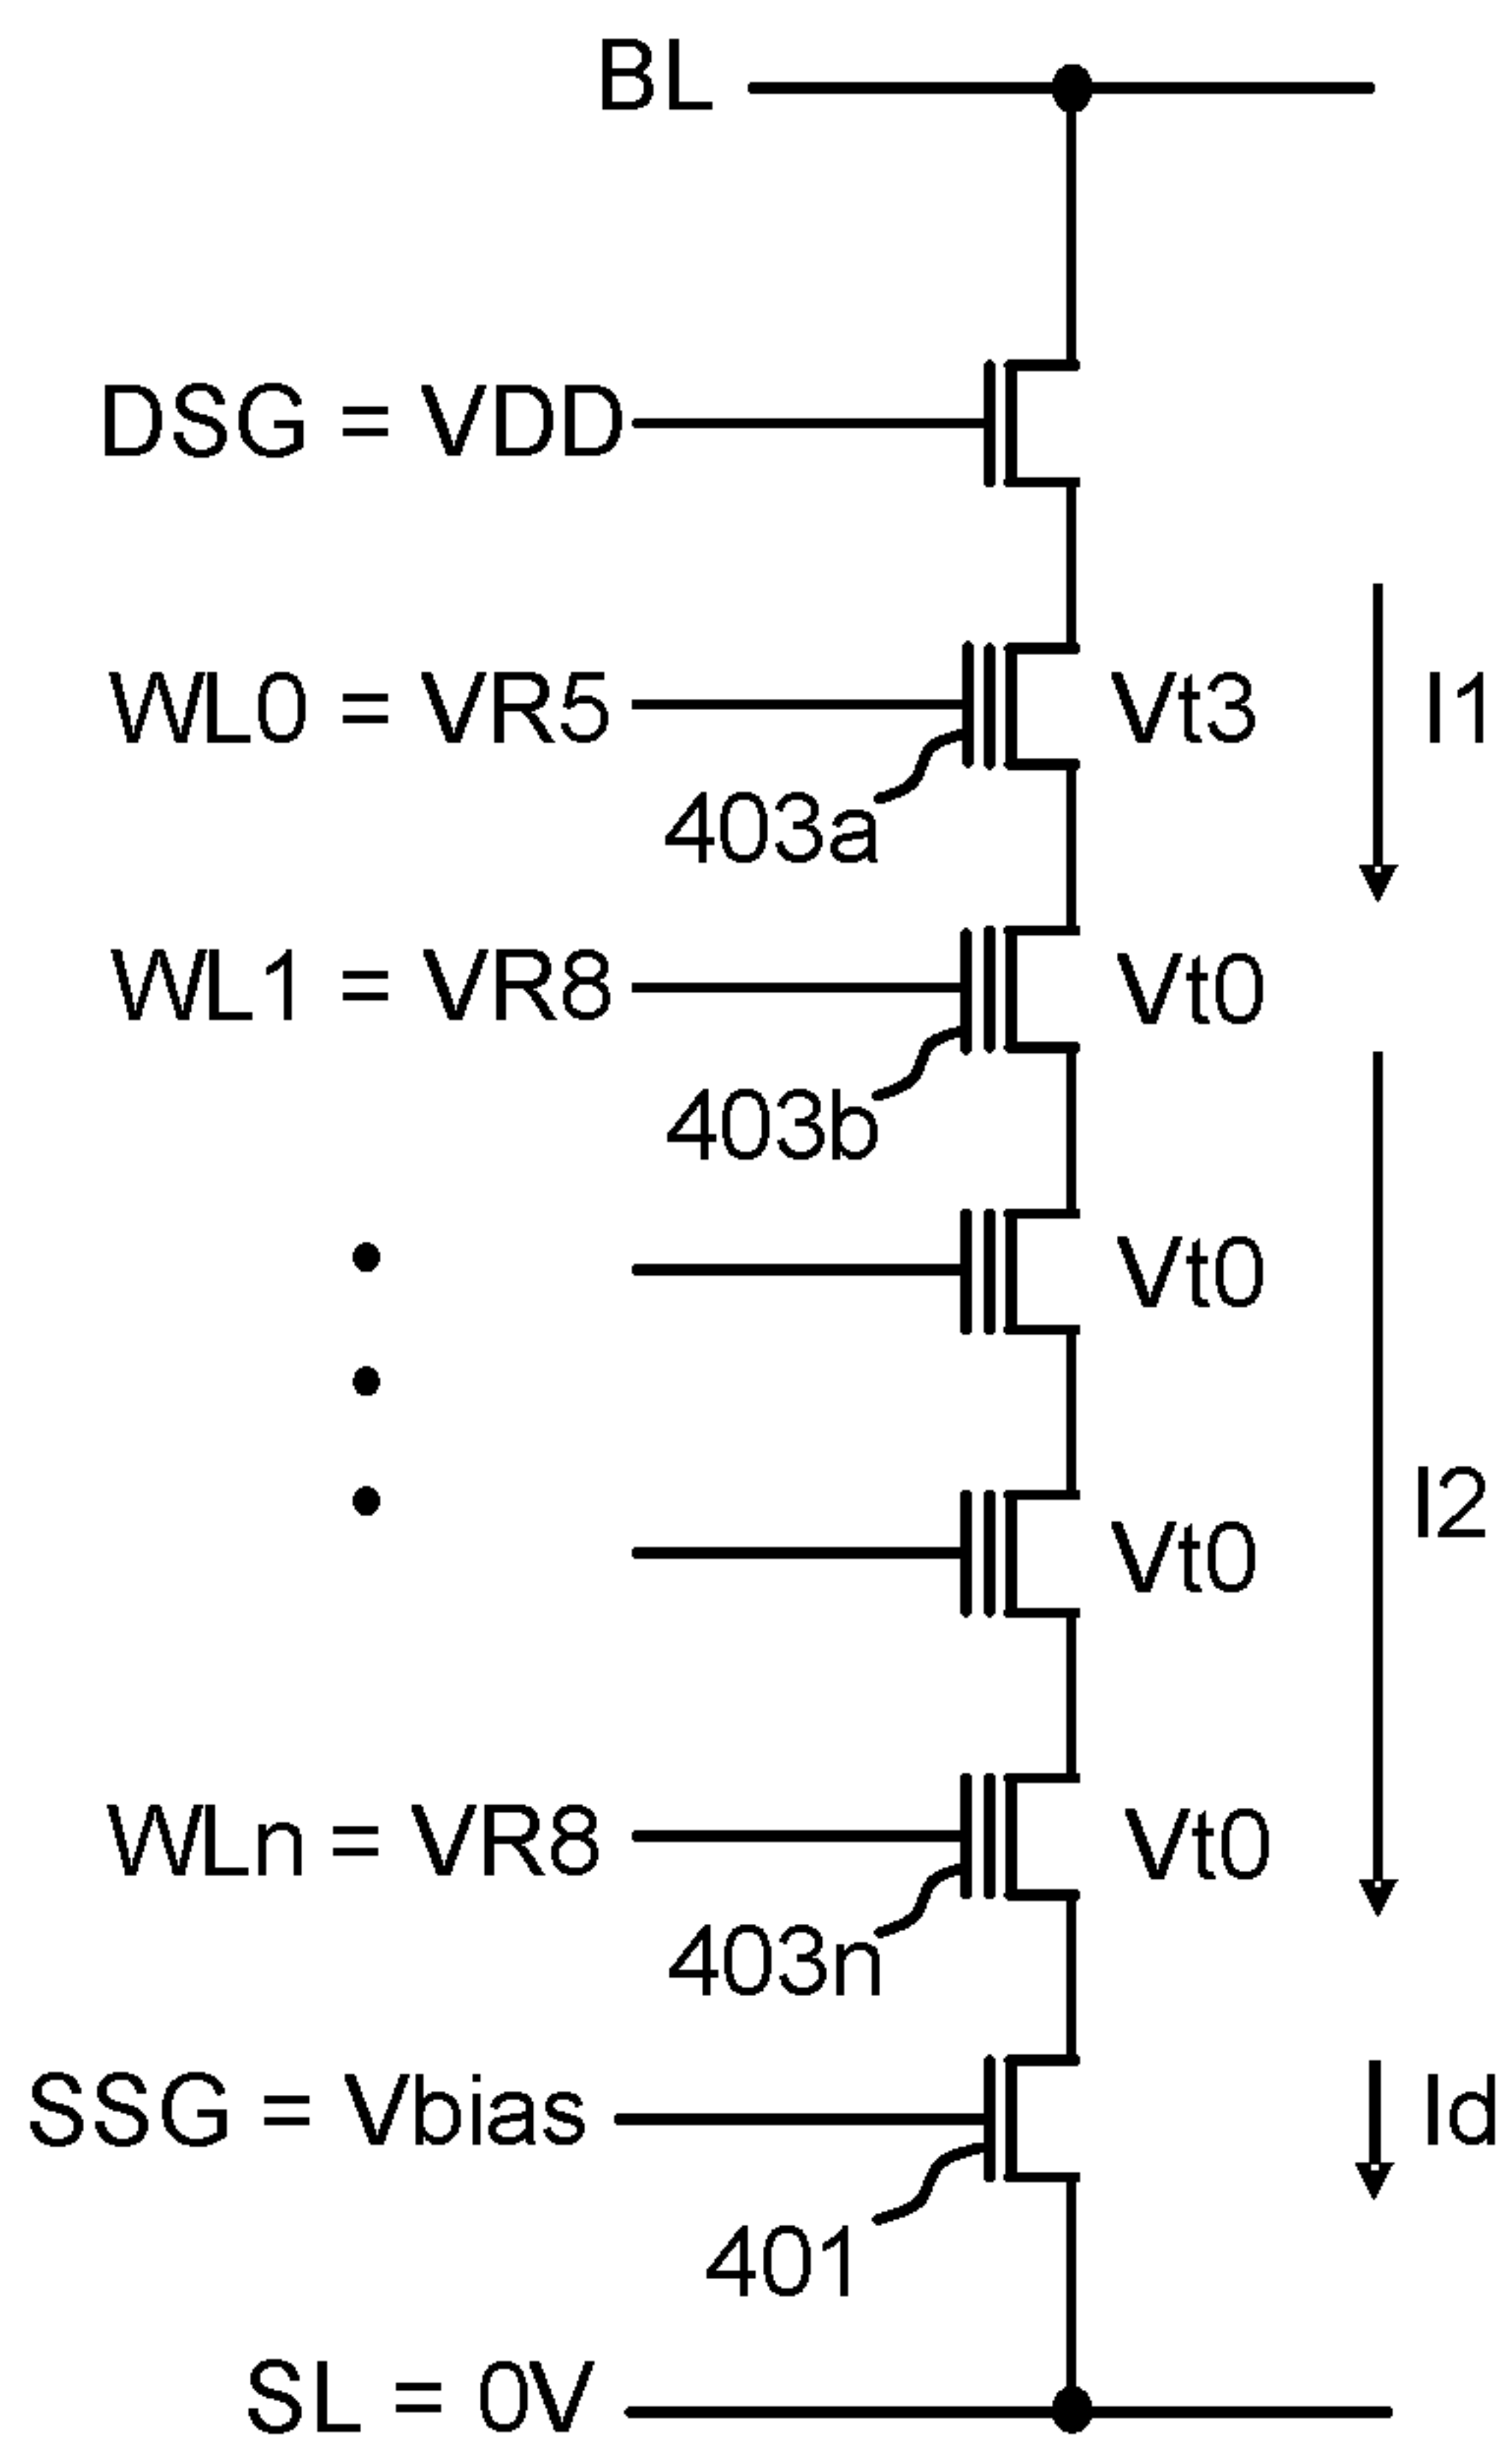 BL
DSG = VDD
WL0 = VR5
Vt3
I1
403a
WL1 = VR8
Vt0
403b
Vt0
I2
Vt0
WLn = VR8
Vt0
403n
SSG = Vbias
Id
401
SL = 0V